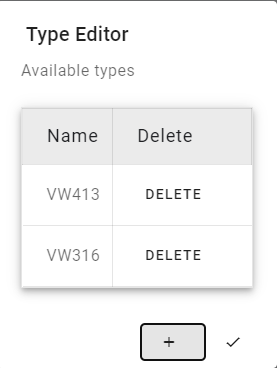 Type Editor
Available types
Name Delete
VW413 DELETE
VW316 DELETE
+ ✓